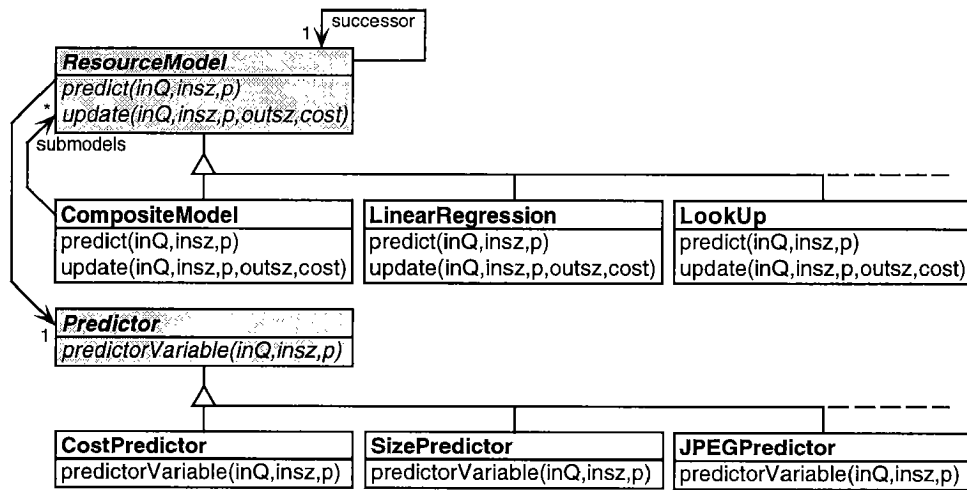 successor
1
ResourceModel
predict(inQ,insz,p)
*
update(inQ,insz,p,outsz,cost)
submodels
CompositeModel
predict(inQ,insz,p)
update(inQ,insz,p,outsz,cost)
LinearRegression
predict(inQ,insz,p)
update(inQ,insz,p,outsz,cost)
LookUp
predict(inQ,insz,p)
update(inQ,insz,p,outsz,cost)
1
Predictor
predictorVariable(inQ,insz,p)
CostPredictor
predictorVariable(inQ,insz,p)
SizePredictor
predictorVariable(inQ,insz,p)
JPEGPredictor
predictorVariable(inQ,insz,p)